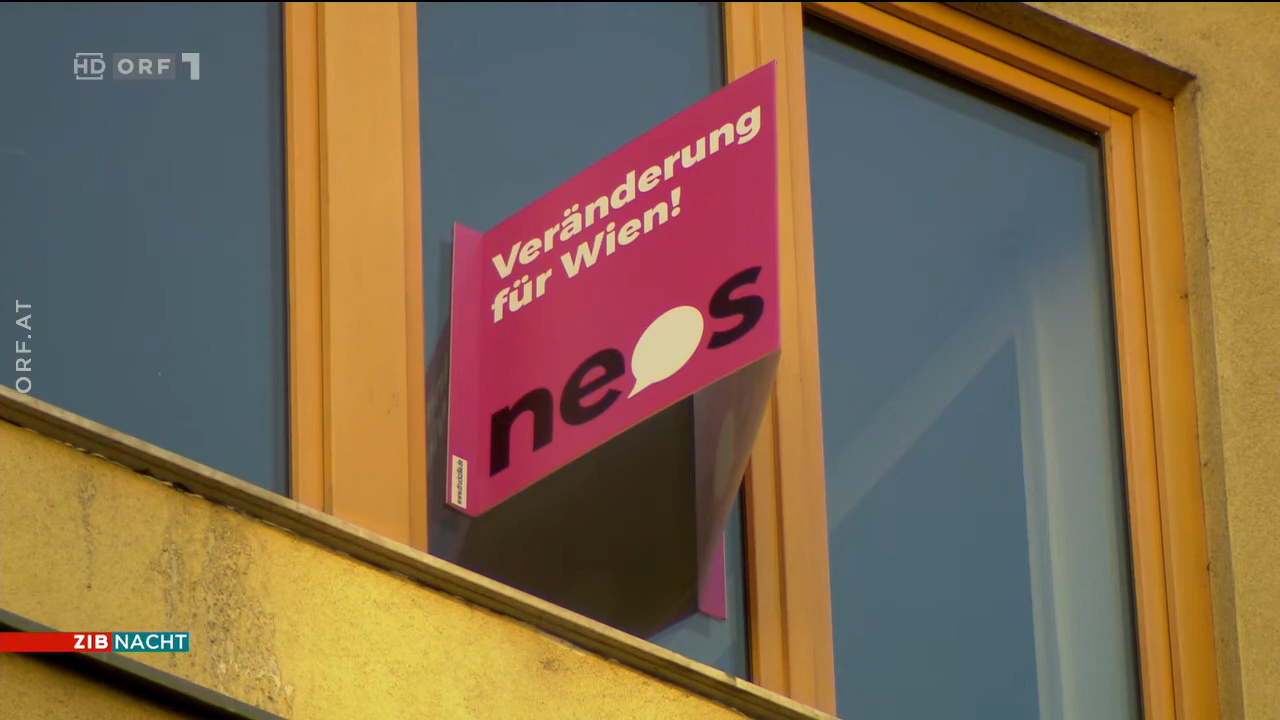 HD ORF 1
Veränderung
für Wien!
neos
ORF.AT
ZIB NACHT